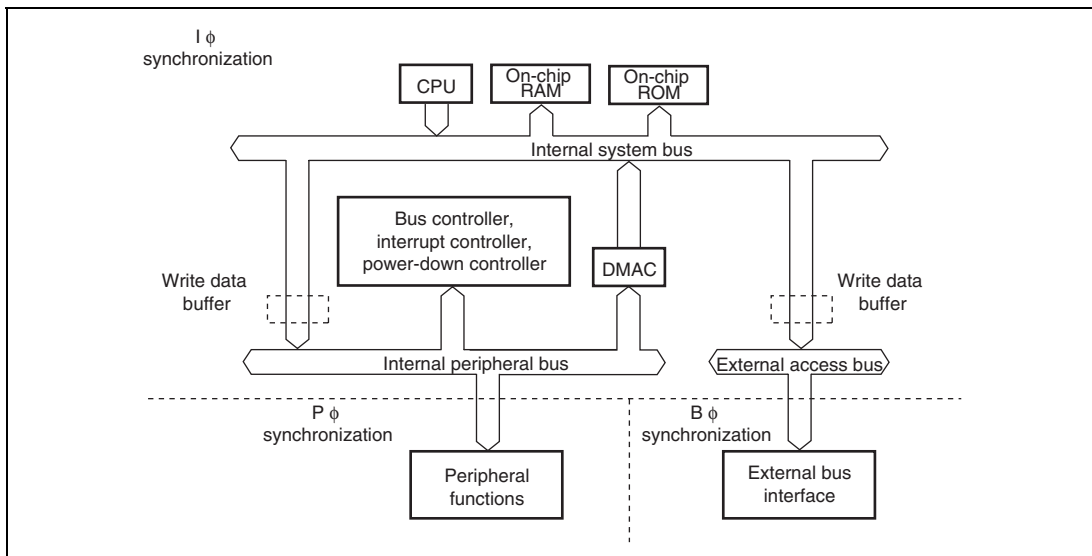 I ϕ
synchronization
CPU
On-chip
RAM
On-chip
ROM
Internal system bus
Bus controller,
interrupt controller,
power-down controller
DMAC
Write data
buffer
Write data
buffer
Internal peripheral bus
External access bus
P ϕ
synchronization
B ϕ
synchronization
Peripheral
functions
External bus
interface